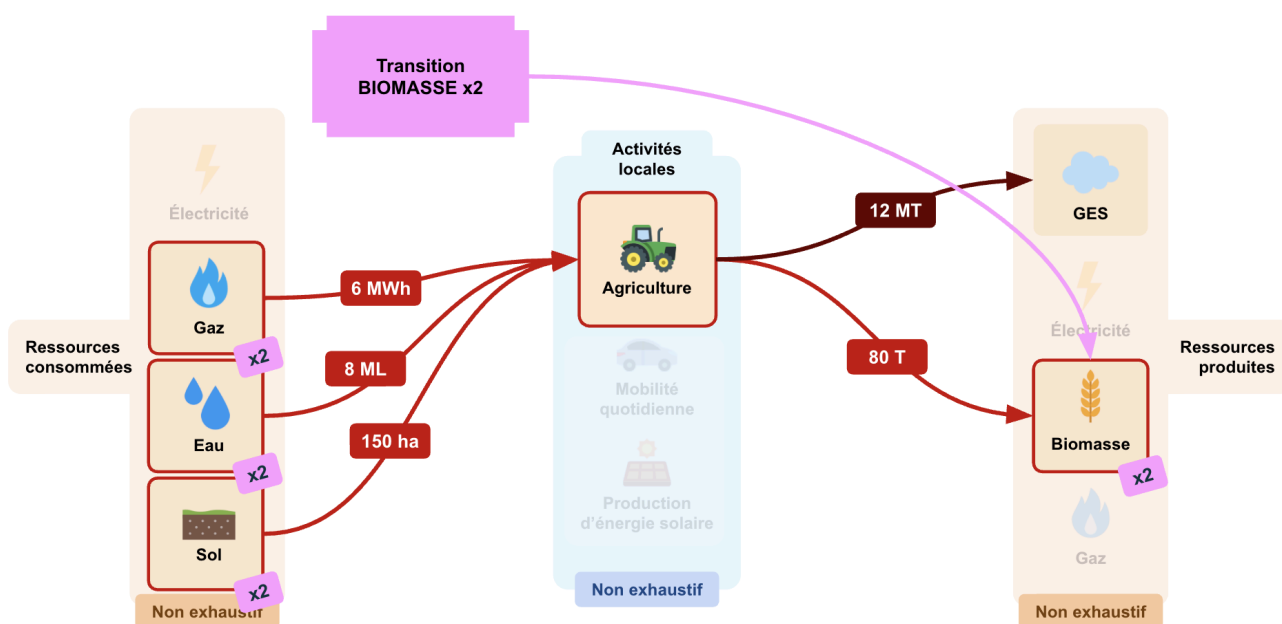 Transition
BIOMASSE x2
Ressources
consommées
Électricité
Gaz
x2
Eau
x2
Sol
x2
Non exhaustif
6 MWh
8 ML
150 ha
Activités
locales
Agriculture
Mobilité
quotidienne
Production
d'énergie solaire
Non exhaustif
12 MT
80 T
GES
Électricité
Biomasse
x2
Gaz
Non exhaustif
Ressources
produites